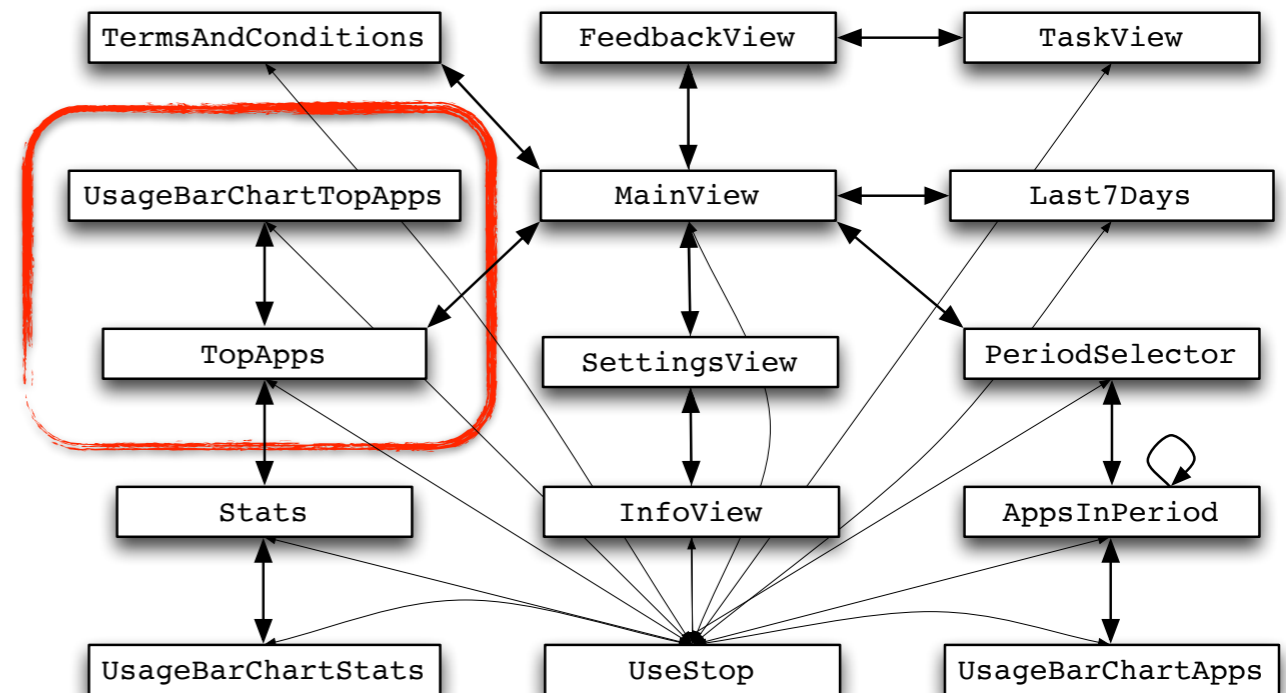 TermsAndConditions
FeedbackView
TaskView
UsageBarChartTopApps
MainView
Last7Days
TopApps
SettingsView
PeriodSelector
Stats
InfoView
AppsInPeriod
UsageBarChartStats
UseStop
UsageBarChartApps